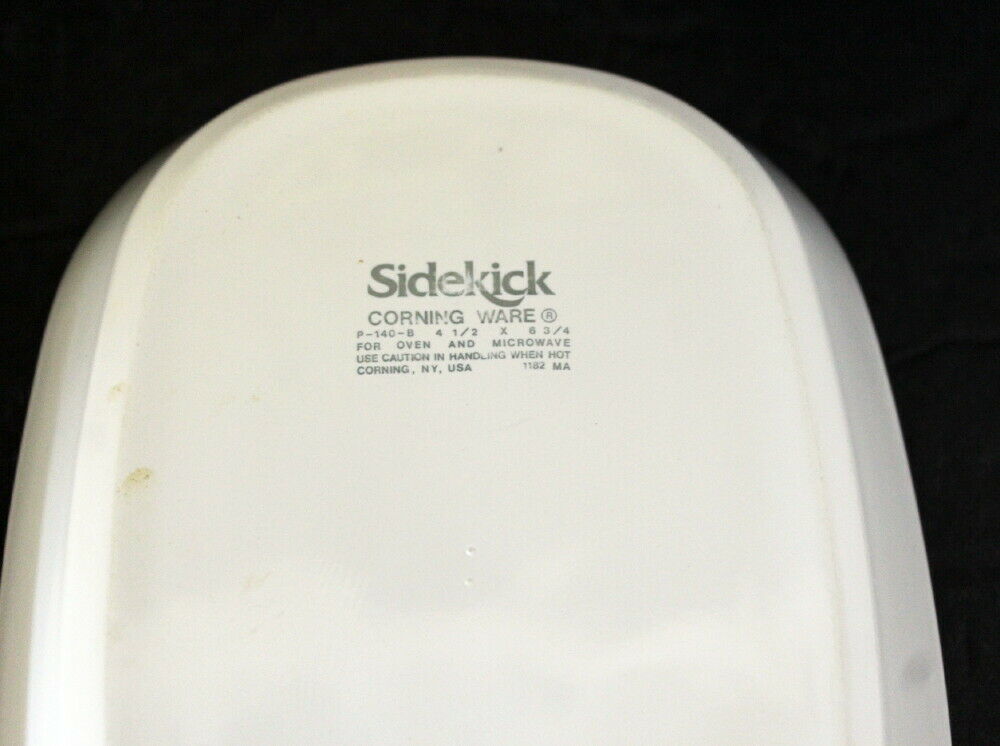 Sidekick
CORNING WARE ®
P-140-B 4 1/2 X 6 3/4
FOR OVEN AND MICROWAVE
USE CAUTION IN HANDLING WHEN HOT
CORNING, NY, USA 1182 MA